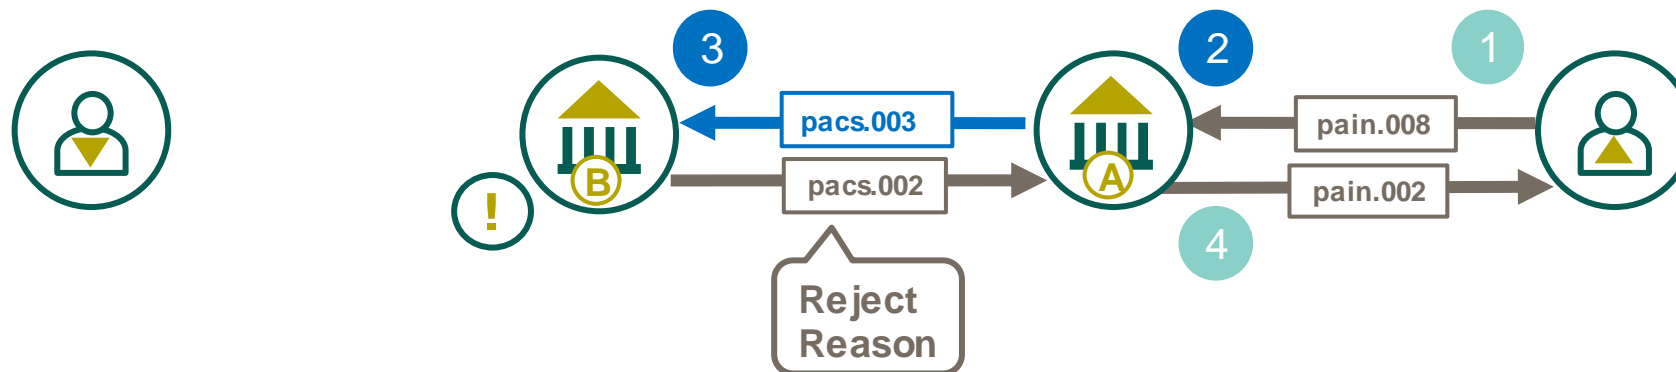 3
2
1
pacs.003
pain.008
B
A
pacs.002
pain.002
!
4
Reject
Reason